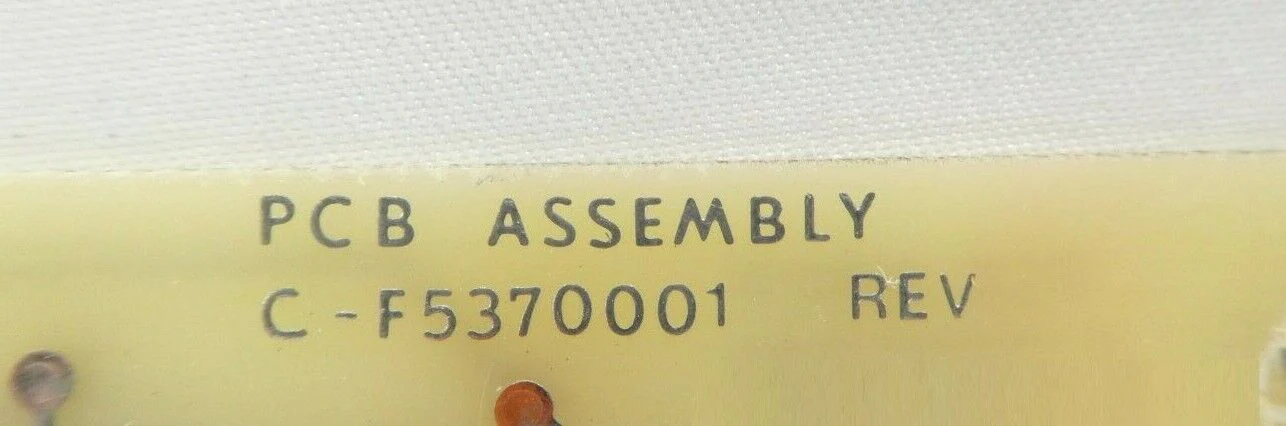 PCB ASSEMBLY
C-F5370001 REV